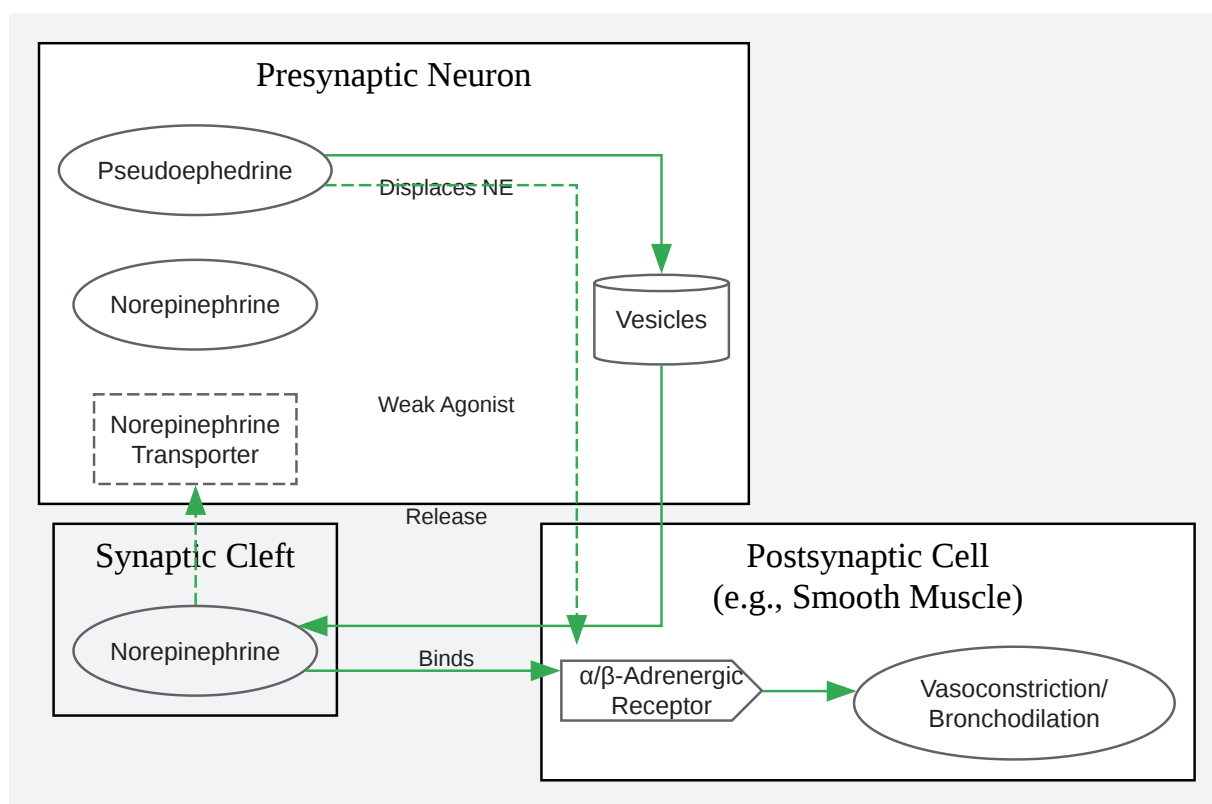 Presynaptic Neuron
Pseudoephedrine
Displaces NE
Norepinephrine
Vesicles
Weak Agonist
Norepinephrine
Transporter
Release
Synaptic Cleft
Postsynaptic Cell
(e.g., Smooth Muscle)
Norepinephrine
Binds
α/β-Adrenergic
Receptor
Vasoconstriction/
Bronchodilation